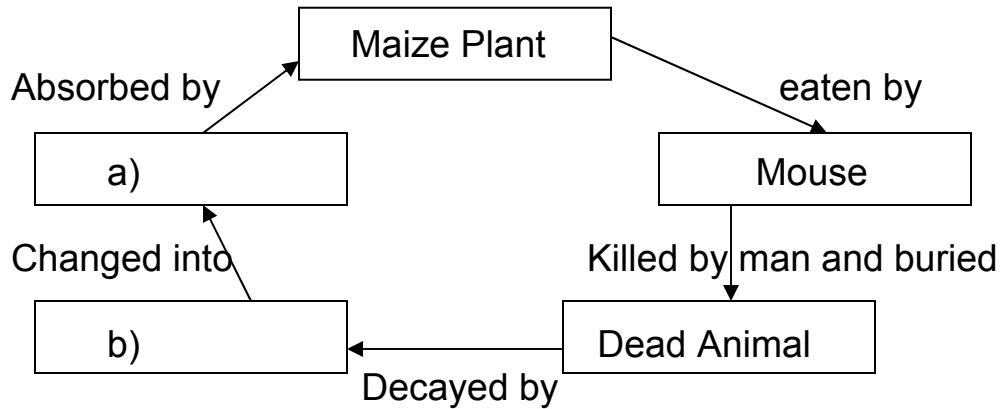 Maize Plant
Absorbed by
eaten by
a)
Mouse
Changed into
Killed by man and buried
b)
Dead Animal
Decayed by